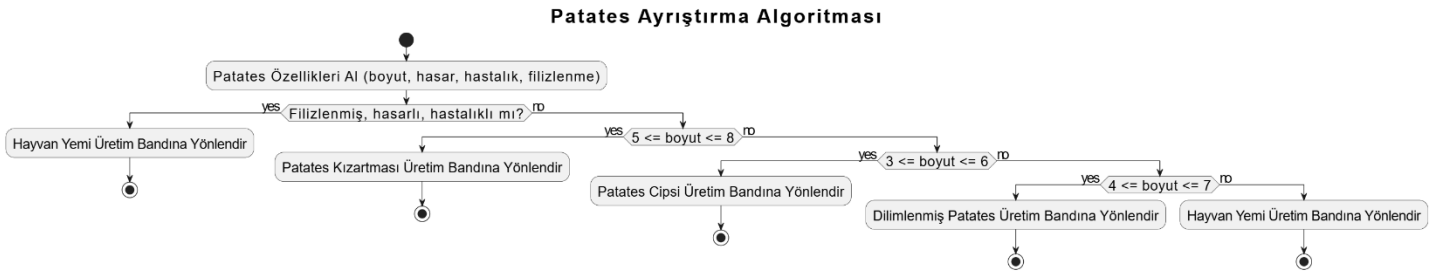 Patates Ayrıştırma Algoritması
Patates Özellikleri Al (boyut, hasar, hastalık, filizlenme)
yes
Filizlenmiş, hasarlı, hastalıklı mı?
no
Hayvan Yemi Üretim Bandına Yönlendir
yes
5 <= boyut <= 8
no
Patates Kızartması Üretim Bandına Yönlendir
yes
3 <= boyut <= 6
no
Patates Cipsi Üretim Bandına Yönlendir
yes
4 <= boyut <= 7
no
Dilimlenmiş Patates Üretim Bandına Yönlendir
Hayvan Yemi Üretim Bandına Yönlendir